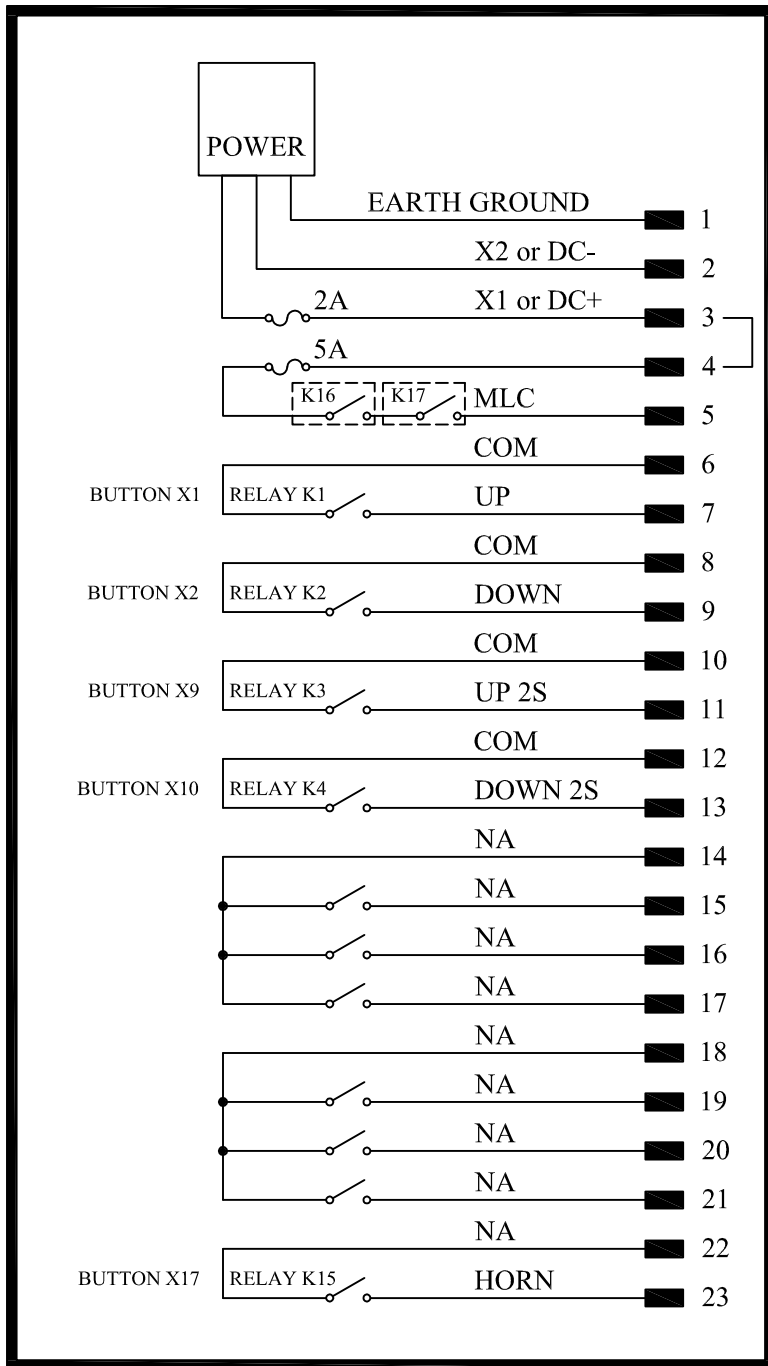 POWER
EARTH GROUND 1
X2 or DC- 2
2A X1 or DC+ 3
5A 4
K16 K17 MLC 5
COM 6
BUTTON X1 RELAY K1 UP 7
COM 8
BUTTON X2 RELAY K2 DOWN 9
COM 10
BUTTON X9 RELAY K3 UP 2S 11
COM 12
BUTTON X10 RELAY K4 DOWN 2S 13
NA 14
NA 15
NA 16
NA 17
NA 18
NA 19
NA 20
NA 21
NA 22
BUTTON X17 RELAY K15 HORN 23